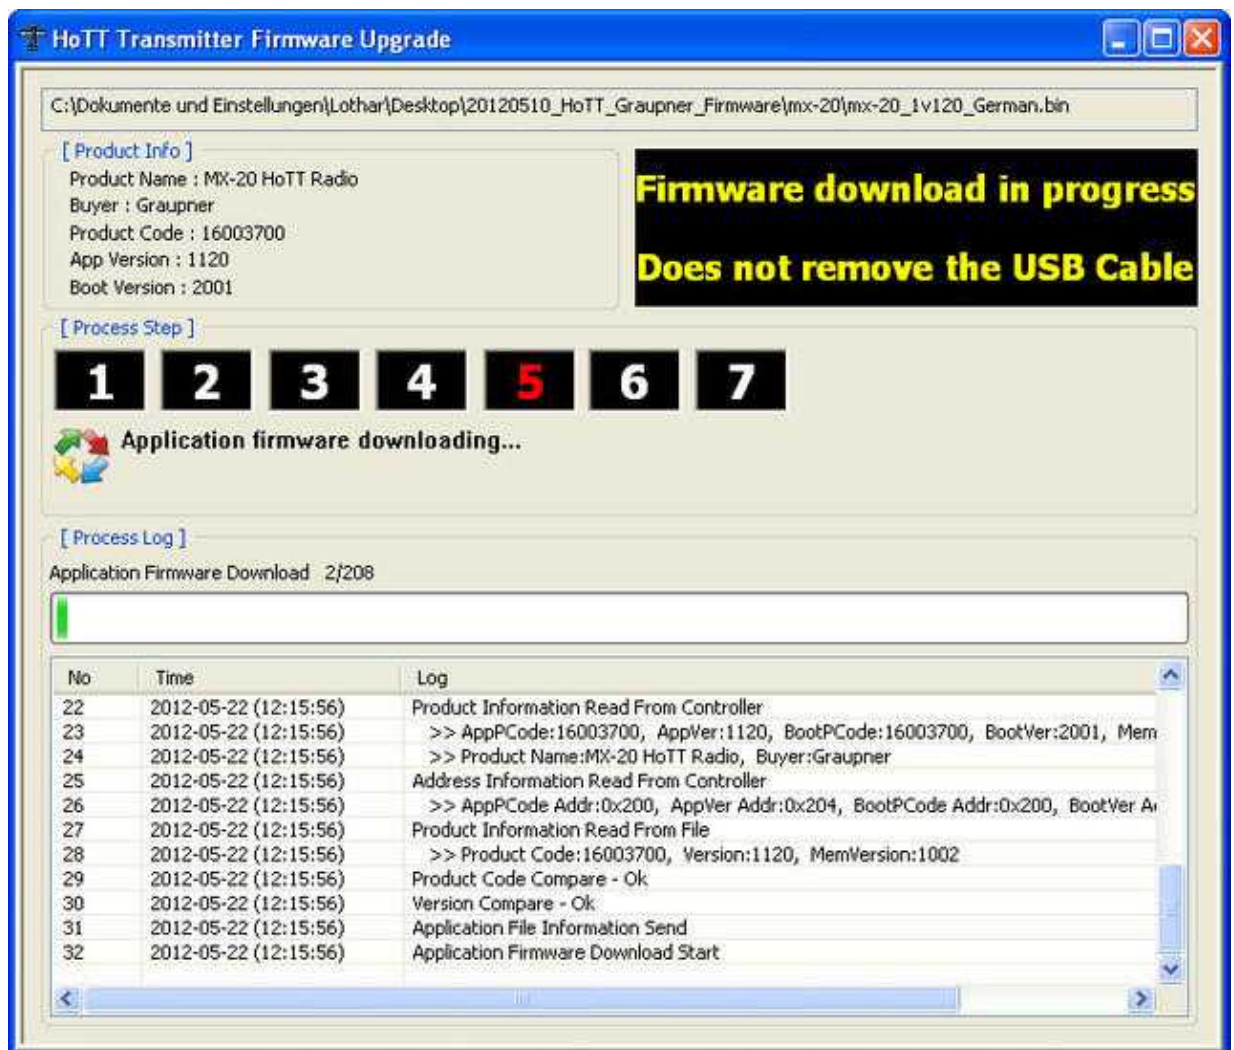 HoTT Transmitter Firmware Upgrade
C:\Dokumente und Einstellungen\Lothar\Desktop\20120510_HoTT_Graupner_Firmware\mx-20\mx-20_1v120_German.bin
[ Product Info ]
Product Name : MX-20 HoTT Radio
Buyer : Graupner
Product Code : 16003700
App Version : 1120
Boot Version : 2001
Firmware download in progress
Does not remove the USB Cable
[ Process Step ]
1 2 3 4 5 6 7
Application firmware downloading...
[ Process Log ]
Application Firmware Download 2/208
No Time Log
22 2012-05-22 (12:15:56) Product Information Read From Controller
23 2012-05-22 (12:15:56) >> AppPCode:16003700, AppVer:1120, BootPCode:16003700, BootVer:2001, Mem
24 2012-05-22 (12:15:56) >> Product Name:MX-20 HoTT Radio, Buyer:Graupner
25 2012-05-22 (12:15:56) Address Information Read From Controller
26 2012-05-22 (12:15:56) >> AppPCode Addr:0x200, AppVer Addr:0x204, BootPCode Addr:0x200, BootVer
27 2012-05-22 (12:15:56) Product Information Read From File
28 2012-05-22 (12:15:56) >> Product Code:16003700, Version:1120, MemVersion:1002
29 2012-05-22 (12:15:56) Product Code Compare - Ok
30 2012-05-22 (12:15:56) Version Compare - Ok
31 2012-05-22 (12:15:56) Application File Information Send
32 2012-05-22 (12:15:56) Application Firmware Download Start